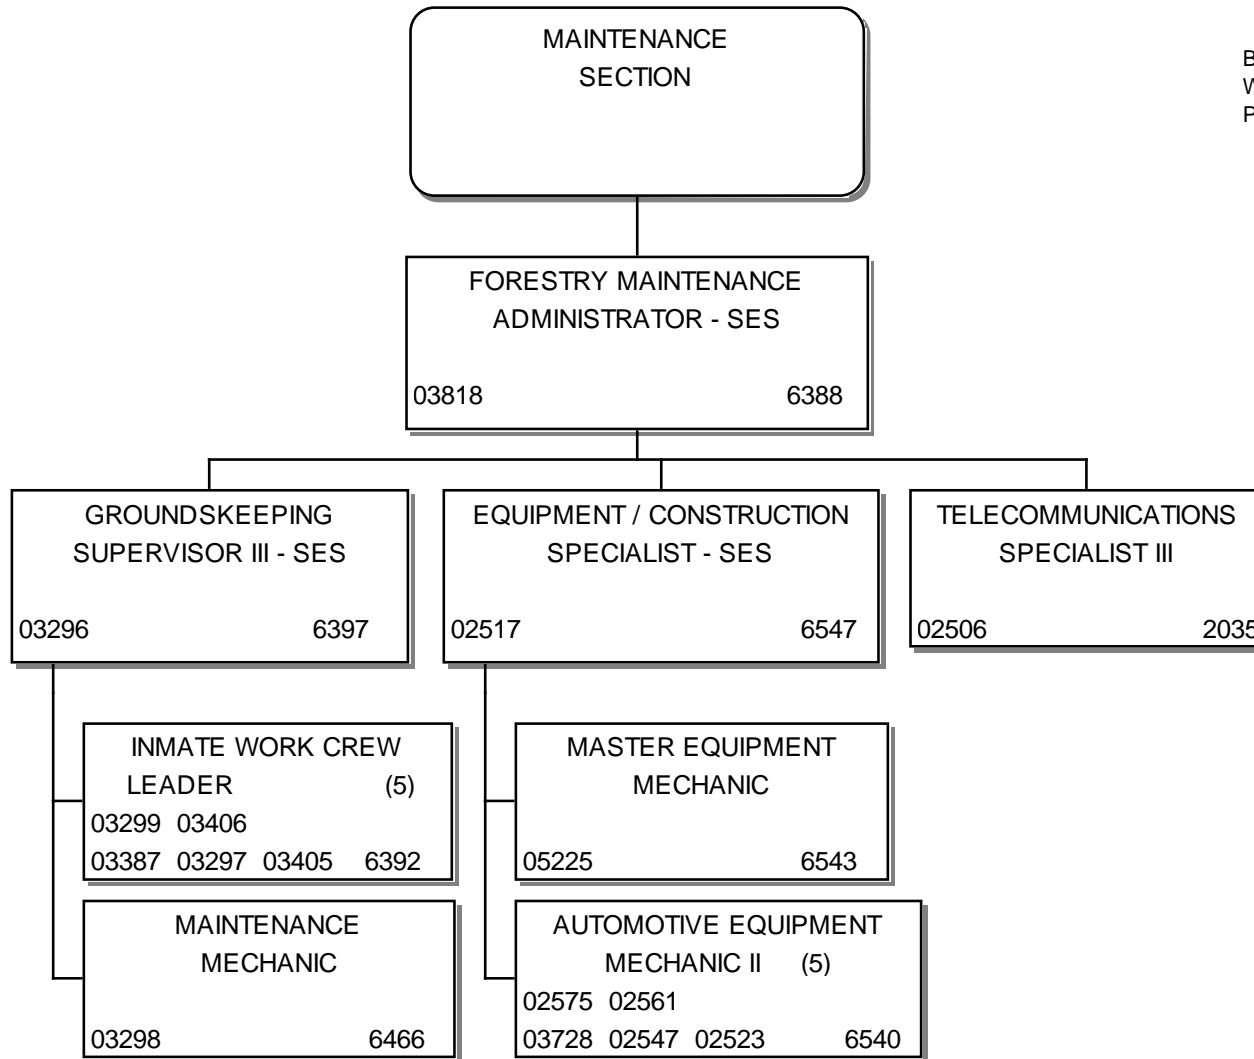 MAINTENANCE
SECTION
B
W
P
FORESTRY MAINTENANCE
ADMINISTRATOR - SES
03818 6388
GROUNDSKEEPING
SUPERVISOR III - SES
03296 6397
EQUIPMENT / CONSTRUCTION
SPECIALIST - SES
02517 6547
TELECOMMUNICATIONS
SPECIALIST III
02506 2035
INMATE WORK CREW
LEADER (5)
03299 03406
03387 03297 03405 6392
MASTER EQUIPMENT
MECHANIC
05225 6543
MAINTENANCE
MECHANIC
03298 6466
AUTOMOTIVE EQUIPMENT
MECHANIC II (5)
02575 02561
03728 02547 02523 6540